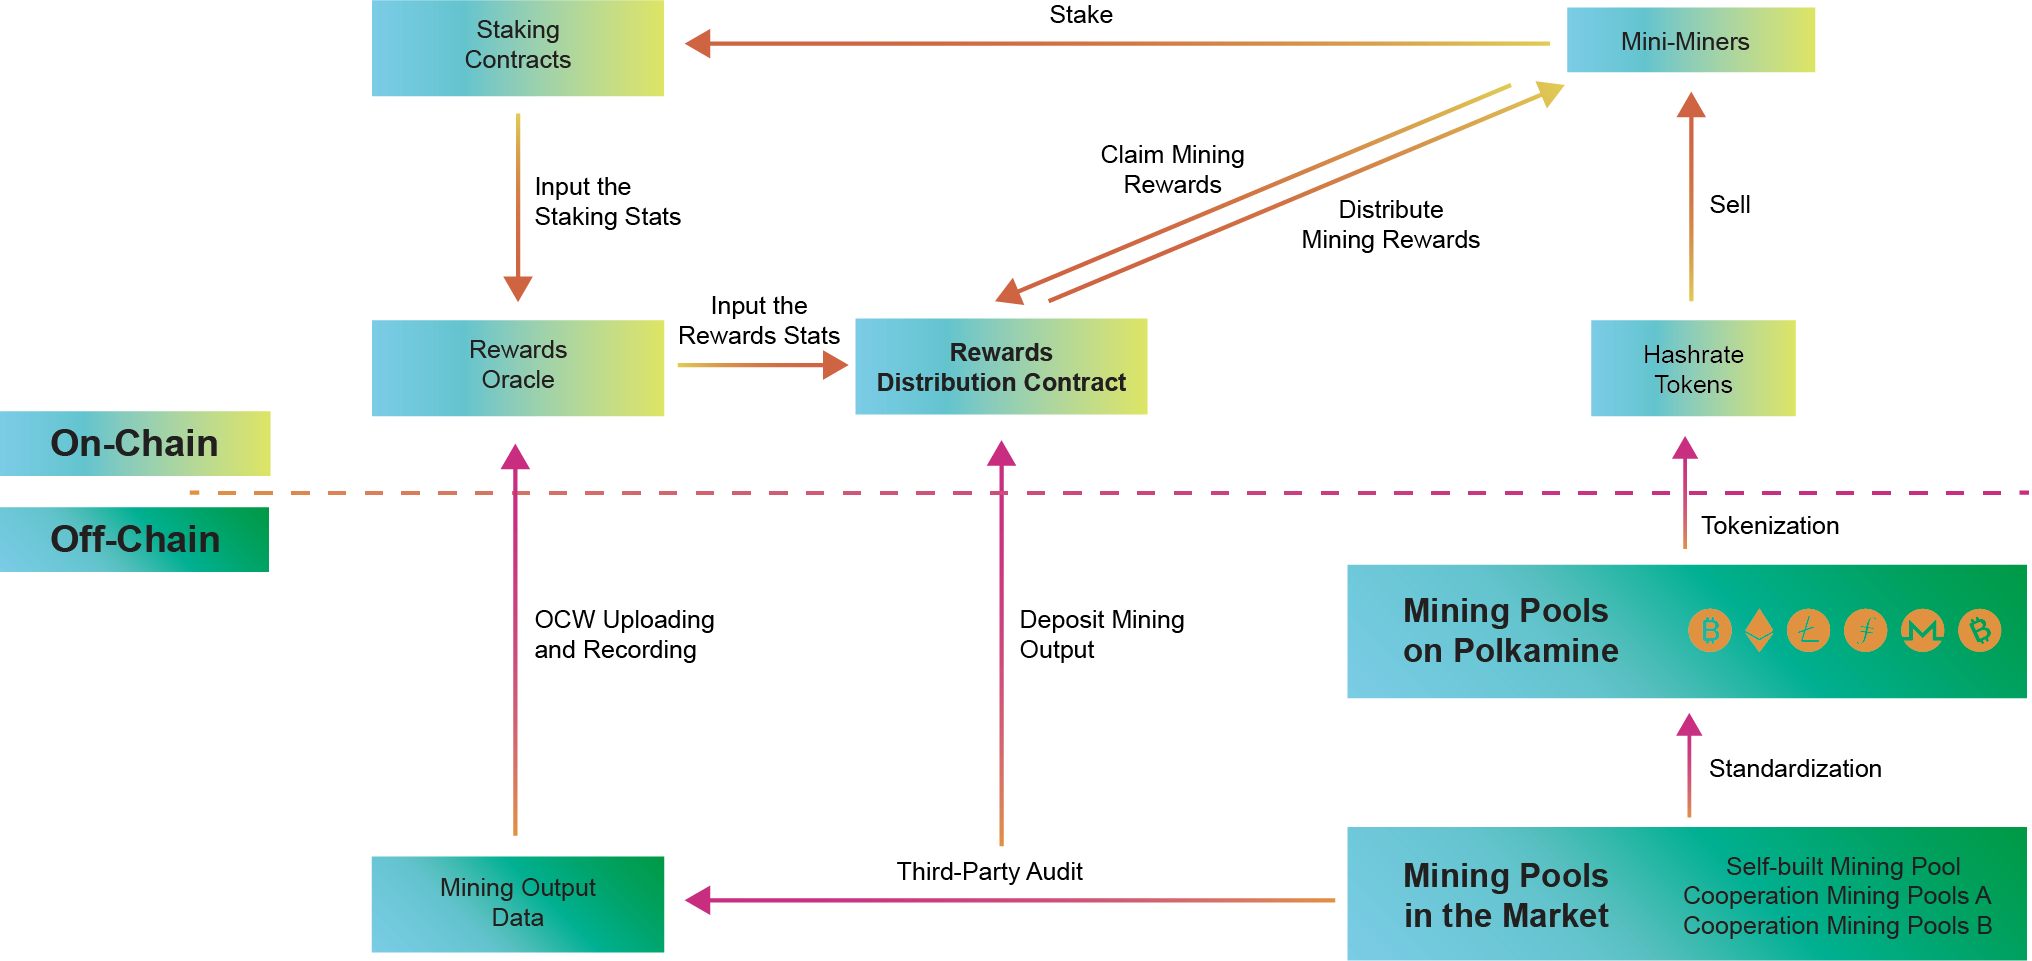 Stake
Staking
Contracts
Mini-Miners
Claim Mining
Rewards
Input the
Staking Stats
Distribute
Mining Rewards
Sell
Input the
Rewards Stats
Rewards
Oracle
Rewards
Distribution Contract
Hashrate
Tokens
On-Chain
Off-Chain
Tokenization
OCW Uploading
and Recording
Deposit Mining
Output
Mining Pools
on Polkamine
Standardization
Third-Party Audit
Mining Output
Data
Mining Pools
in the Market
Self-built Mining Pool
Cooperation Mining Pools A
Cooperation Mining Pools B